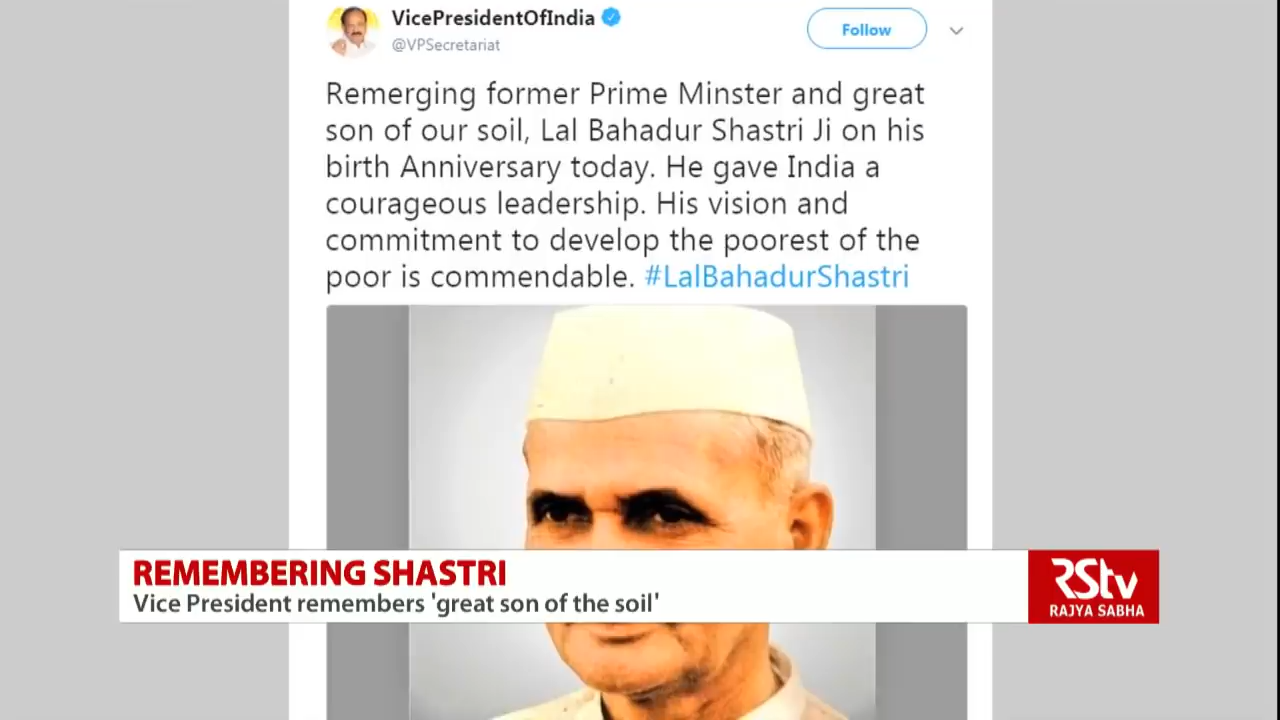 VicePresidentOfIndia
@VPSecretariat
Follow
Remerging former Prime Minster and great
son of our soil, Lal Bahadur Shastri Ji on his
birth Anniversary today. He gave India a
courageous leadership. His vision and
commitment to develop the poorest of the
poor is commendable. #LalBahadurShastri
REMEMBERING SHASTRI
Vice President remembers 'great son of the soil'
RStv
RAJYA SABHA